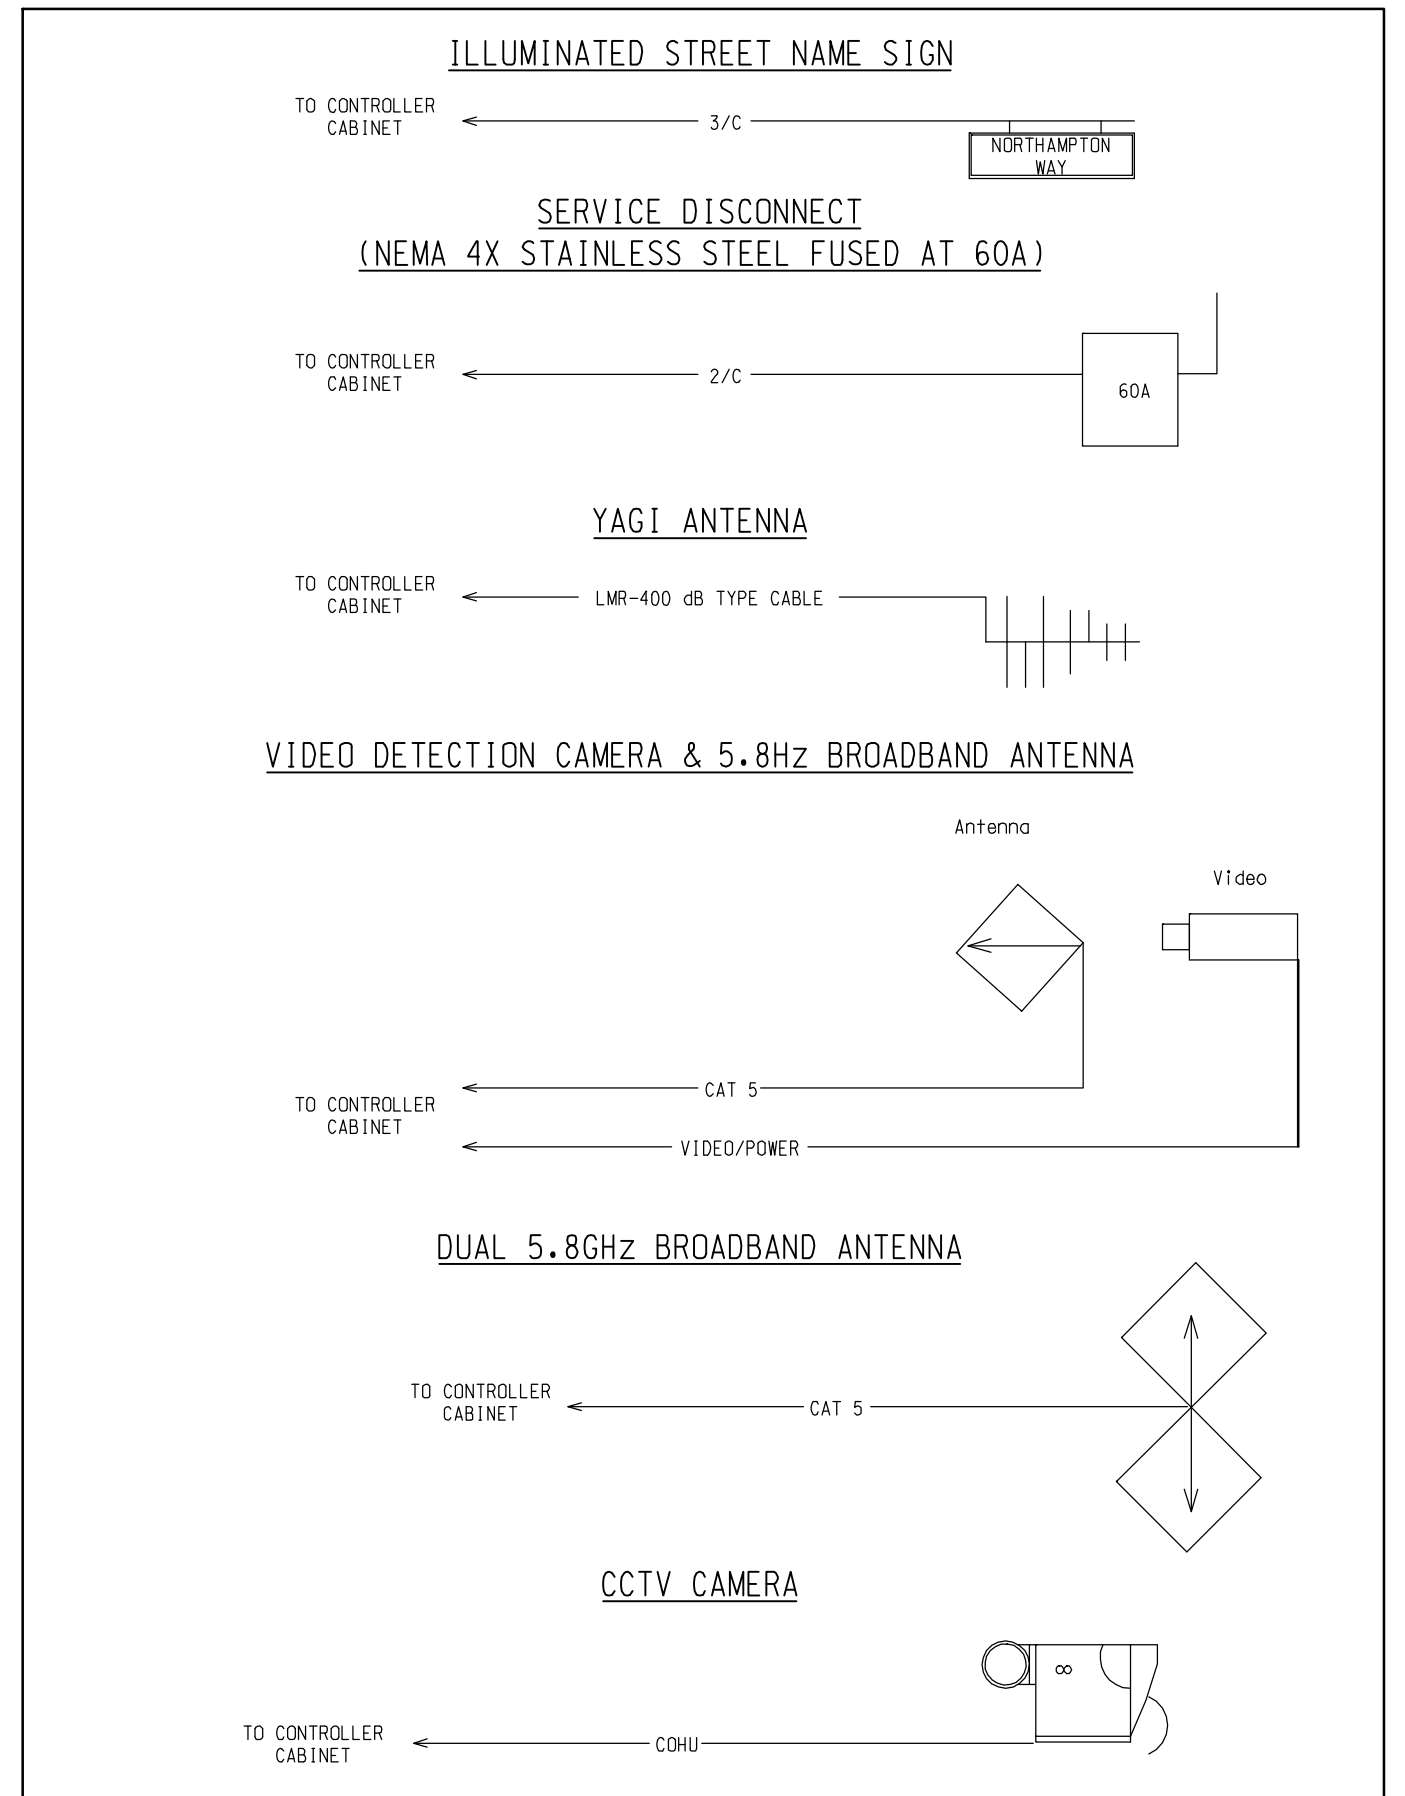 ILLUMINATED STREET NAME SIGN
TO CONTROLLER
CABINET
3/C
NORTHAMPTON
WAY
SERVICE DISCONNECT
(NEMA 4X STAINLESS STEEL FUSED AT 60A)
TO CONTROLLER
CABINET
2/C
60A
YAGI ANTENNA
TO CONTROLLER
CABINET
LMR-400 dB TYPE CABLE
VIDEO DETECTION CAMERA & 5.8Hz BROADBAND ANTENNA
Antenna
Video
CAT 5
TO CONTROLLER
CABINET
VIDEO/POWER
DUAL 5.8GHz BROADBAND ANTENNA
TO CONTROLLER
CABINET
CAT 5
CCTV CAMERA
8
TO CONTROLLER
CABINET
COHU